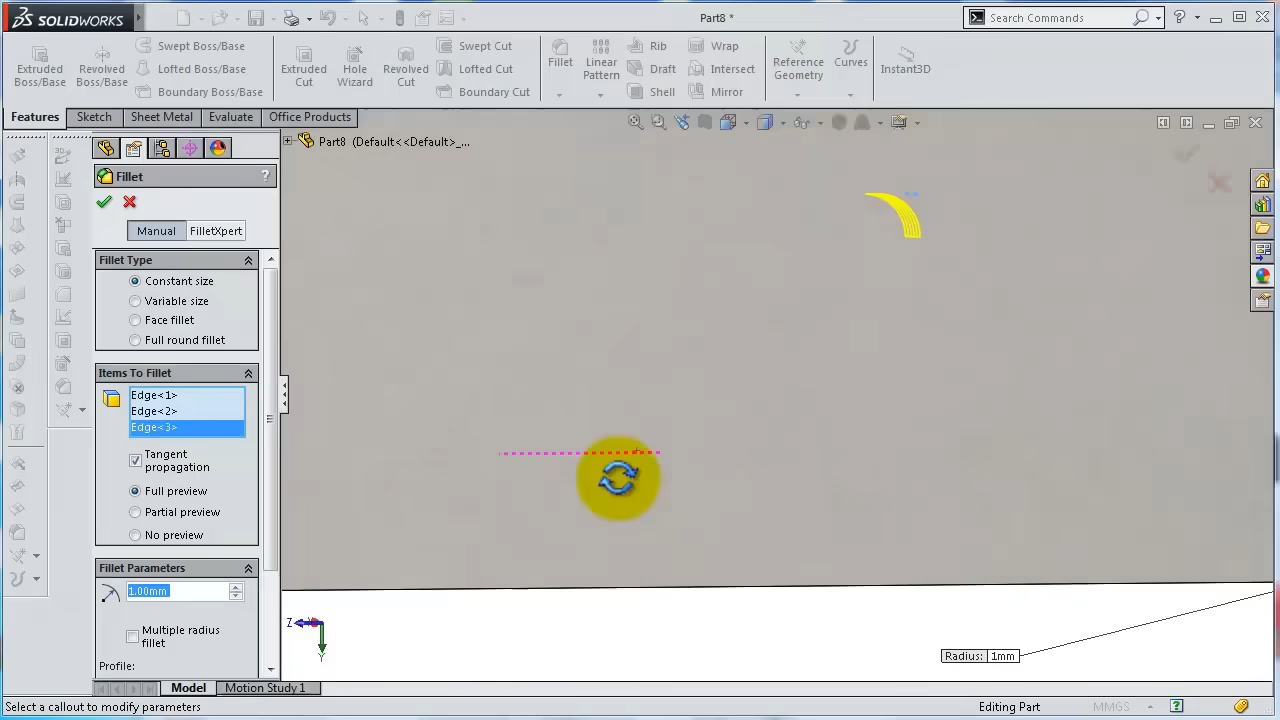 SOLIDWORKS
Part8 *
Search Commands
Extruded Boss/Base
Revolved Boss/Base
Swept Boss/Base
Lofted Boss/Base
Boundary Boss/Base
Extruded Cut
Hole Wizard
Revolved Cut
Swept Cut
Lofted Cut
Boundary Cut
Fillet
Linear Pattern
Rib
Draft
Shell
Wrap
Intersect
Mirror
Reference Geometry
Curves
Instant3D
Features
Sketch
Sheet Metal
Evaluate
Office Products
Part8 (Default<<Default>_...
Fillet
?
Manual
FilletXpert
Fillet Type
Constant size
Variable size
Face fillet
Full round fillet
Items To Fillet
Edge<1>
Edge<2>
Edge<3>
Tangent
propagation
Full preview
Partial preview
No preview
Fillet Parameters
1.00mm
Multiple radius
fillet
Profile:
Z
Y
Radius: 1mm
Model
Motion Study 1
Select a callout to modify parameters
Editing Part
MMGS